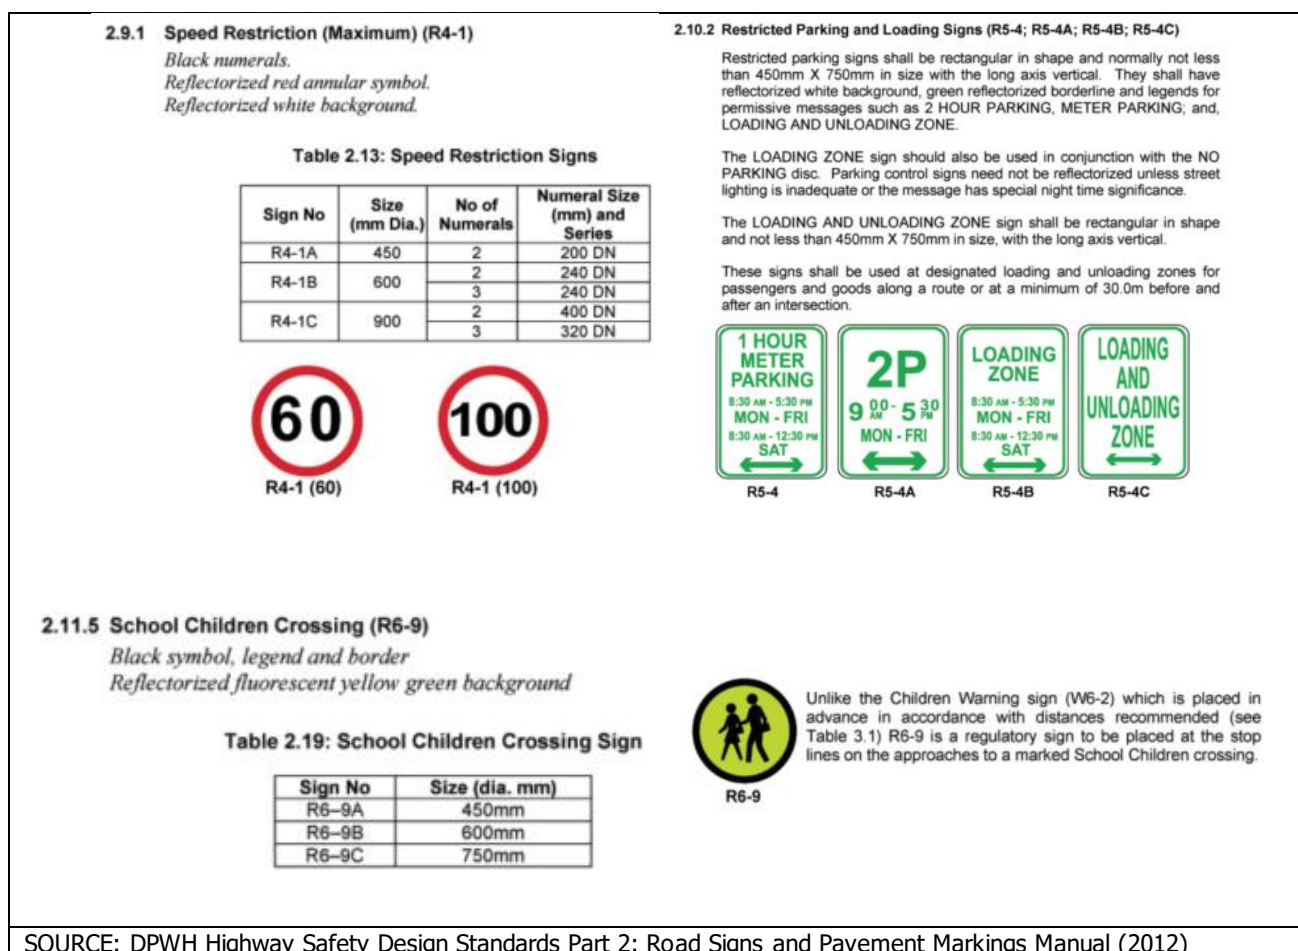 2.9.1 Speed Restriction (Maximum) (R4-1)
Black numerals.
Reflectorized red annular symbol.
Reflectorized white background.
Table 2.13: Speed Restriction Signs
Sign No Size (mm Dia.) No of Numerals Numeral Size (mm) and Series
R4-1A 450 2 200 DN
R4-1B 600 2 240 DN
3 240 DN
R4-1C 900 2 400 DN
3 320 DN
60
100
R4-1 (60)
R4-1 (100)
2.10.2 Restricted Parking and Loading Signs (R5-4; R5-4A; R5-4B; R5-4C)
Restricted parking signs shall be rectangular in shape and normally not less
than 450mm X 750mm in size with the long axis vertical. They shall have
reflectorized white background, green reflectorized borderline and legends for
permissive messages such as 2 HOUR PARKING, METER PARKING; and,
LOADING AND UNLOADING ZONE.
The LOADING ZONE sign should also be used in conjunction with the NO
PARKING disc. Parking control signs need not be reflectorized unless street
lighting is inadequate or the message has special night time significance.
The LOADING AND UNLOADING ZONE sign shall be rectangular in shape
and not less than 450mm X 750mm in size, with the long axis vertical.
These signs shall be used at designated loading and unloading zones for
passengers and goods along a route or at a minimum of 30.0m before and
after an intersection.
1 HOUR
METER
PARKING
8:30 AM - 5:30 PM
MON - FRI
8:30 AM - 12:30 PM
SAT
R5-4
2P
9 00 AM - 5 30 PM
MON - FRI
R5-4A
LOADING
ZONE
8:30 AM - 5:30 PM
MON - FRI
8:30 AM - 12:30 PM
SAT
R5-4B
LOADING
AND
UNLOADING
ZONE
R5-4C
2.11.5 School Children Crossing (R6-9)
Black symbol, legend and border
Reflectorized fluorescent yellow green background
Table 2.19: School Children Crossing Sign
Sign No Size (dia. mm)
R6–9A 450mm
R6–9B 600mm
R6–9C 750mm
R6-9
Unlike the Children Warning sign (W6-2) which is placed in
advance in accordance with distances recommended (see
Table 3.1) R6-9 is a regulatory sign to be placed at the stop
lines on the approaches to a marked School Children crossing.
SOURCE: DPWH Highway Safety Design Standards Part 2: Road Signs and Pavement Markings Manual (2012)